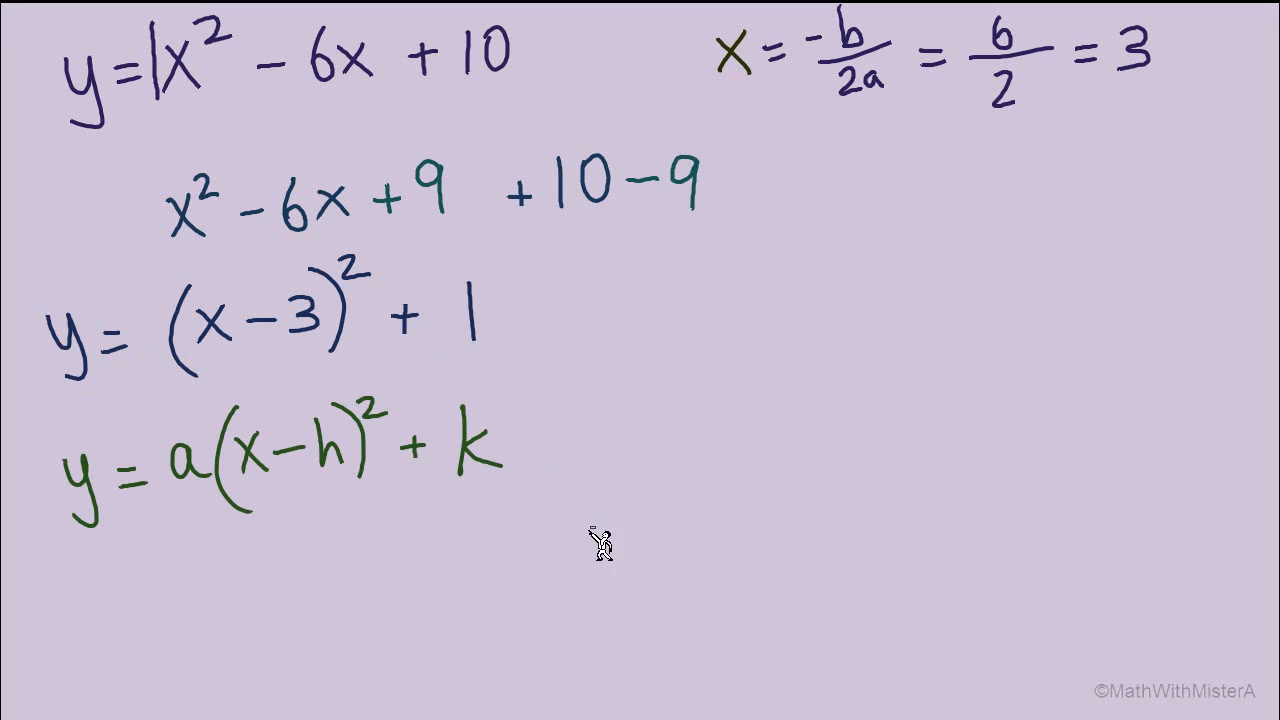 y=1x² - 6x + 10
x = -b/2a = 6/2 = 3
x² - 6x + 9 + 10 - 9
y = (x - 3)² + 1
y = a(x - h)² + k
©MathWithMisterA